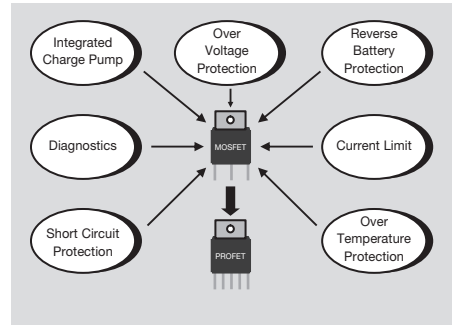 Integrated
Charge Pump
Over
Voltage
Protection
Reverse
Battery
Protection
Diagnostics
MOSFET
Current Limit
Short Circuit
Protection
PROFET
Over
Temperature
Protection